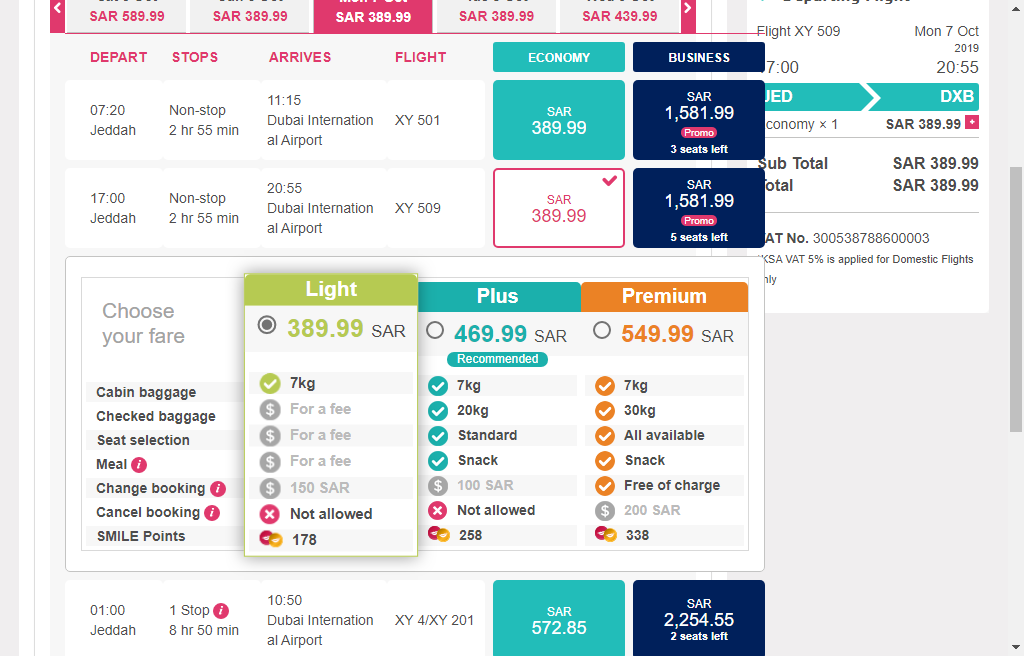 SAR 589.99
SAR 389.99
SAR 389.99
SAR 389.99
SAR 439.99
DEPART STOPS ARRIVES FLIGHT ECONOMY BUSINESS
07:20
Jeddah
Non-stop
2 hr 55 min
11:15
Dubai Internation
al Airport
XY 501
SAR
389.99
SAR
1,581.99
Promo
3 seats left
17:00
Jeddah
Non-stop
2 hr 55 min
20:55
Dubai Internation
al Airport
XY 509
SAR
389.99
SAR
1,581.99
Promo
5 seats left
Choose
your fare
Cabin baggage
Checked baggage
Seat selection
Meal i
Change booking i
Cancel booking i
SMILE Points
Light
389.99 SAR
7kg
$ For a fee
$ For a fee
$ For a fee
$ 150 SAR
Not allowed
178
Plus
469.99 SAR
Recommended
7kg
20kg
Standard
Snack
$ 100 SAR
Not allowed
258
Premium
549.99 SAR
7kg
30kg
All available
Snack
Free of charge
$ 200 SAR
338
01:00
Jeddah
1 Stop i
8 hr 50 min
10:50
Dubai Internation
al Airport
XY 4/XY 201
SAR
572.85
SAR
2,254.55
2 seats left
Flight XY 509 Mon 7 Oct
2019
17:00 20:55
JED DXB
Economy × 1 SAR 389.99 +
Sub Total SAR 389.99
Total SAR 389.99
VAT No. 300538788600003
*KSA VAT 5% is applied for Domestic Flights
only